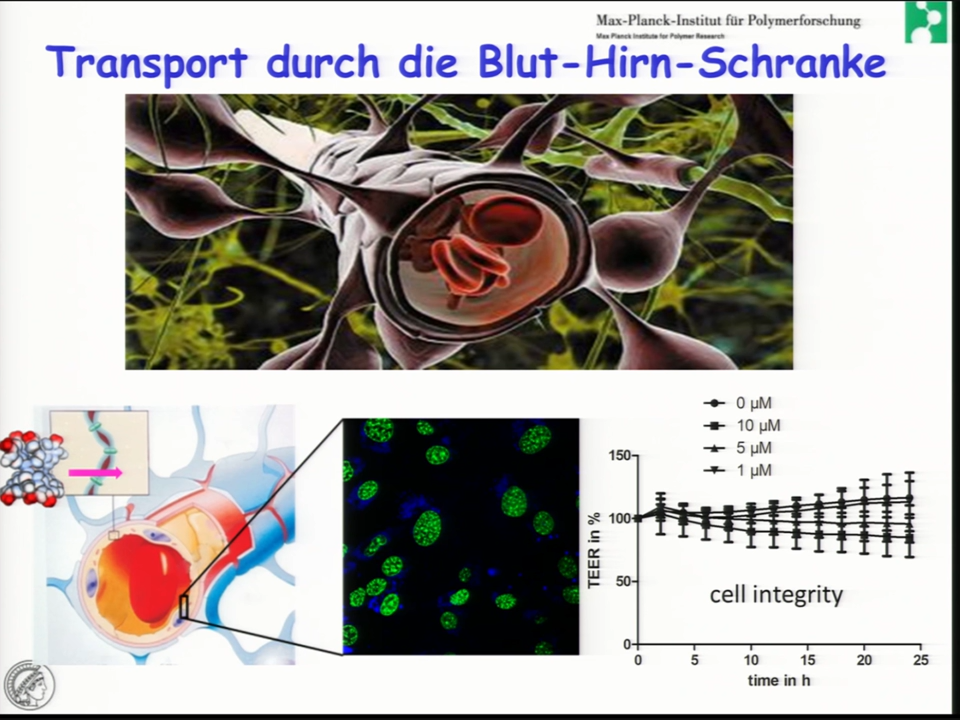 Max-Planck-Institut für Polymerforschung
Max Planck Institute for Polymer Research
Transport durch die Blut-Hirn-Schranke
0 µM
10 µM
5 µM
1 µM
150
100
50
0
TEER in %
cell integrity
0 5 10 15 20 25
time in h